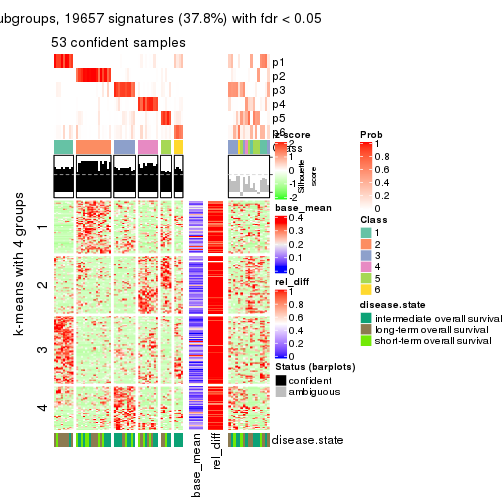 ubgroups, 19657 signatures (37.8%) with fdr < 0.05
53 confident samples
p1
p2
p3
p4
p5
p6
z-score
2
1
0
-1
-2
Class
Silhouette
score
k-means with 4 groups
1
2
3
4
base_mean
0.4
0.3
0.2
0.1
0
rel_diff
1
0.8
0.6
0.4
0.2
0
Status (barplots)
confident
ambiguous
Prob
1
0.8
0.6
0.4
0.2
0
Class
1
2
3
4
5
6
disease.state
intermediate overall survival
long-term overall survival
short-term overall survival
disease.state
base_mean
rel_diff